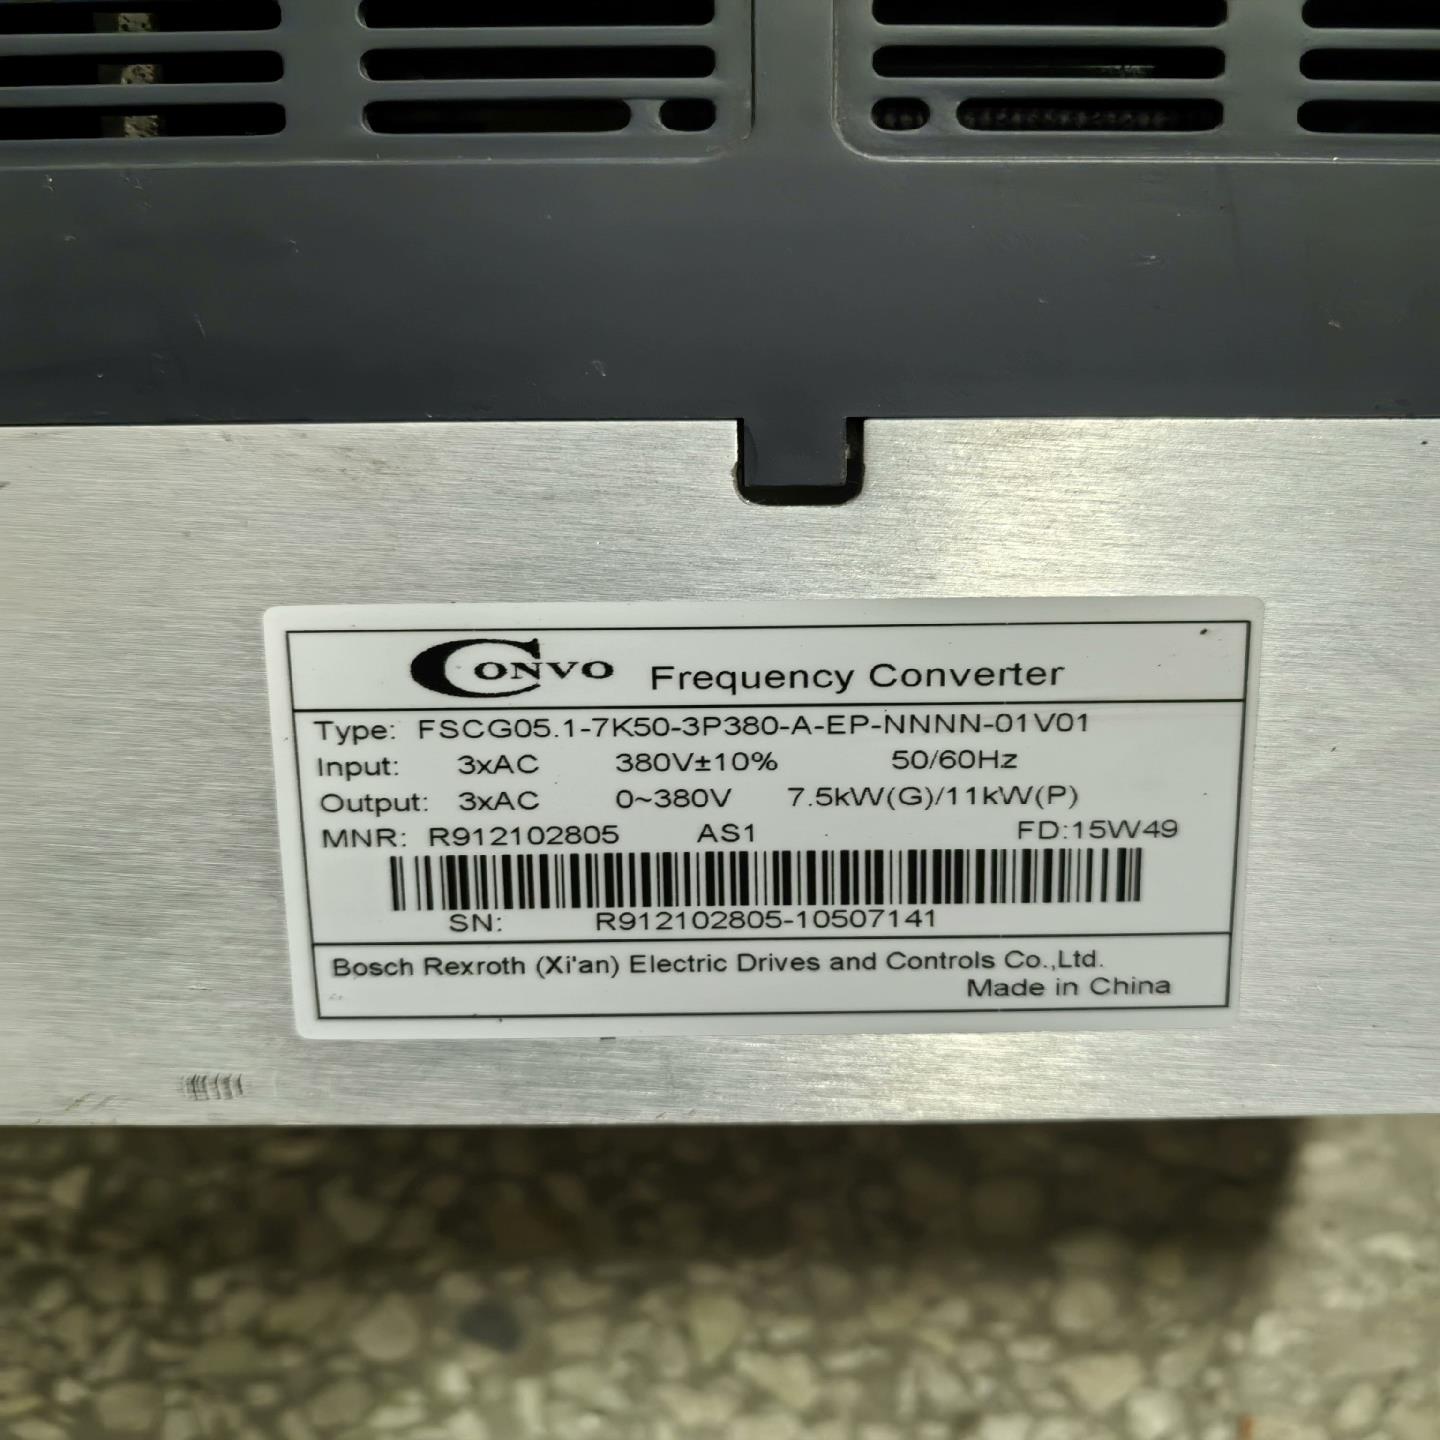 CONVO Frequency Converter
Type: FSCG05.1-7K50-3P380-A-EP-NNNN-01V01
Input: 3xAC 380V±10% 50/60Hz
Output: 3xAC 0~380V 7.5kW(G)/11kW(P)
MNR: R912102805 AS1 FD:15W49
SN: R912102805-10507141
Bosch Rexroth (Xi'an) Electric Drives and Controls Co.,Ltd.
Made in China